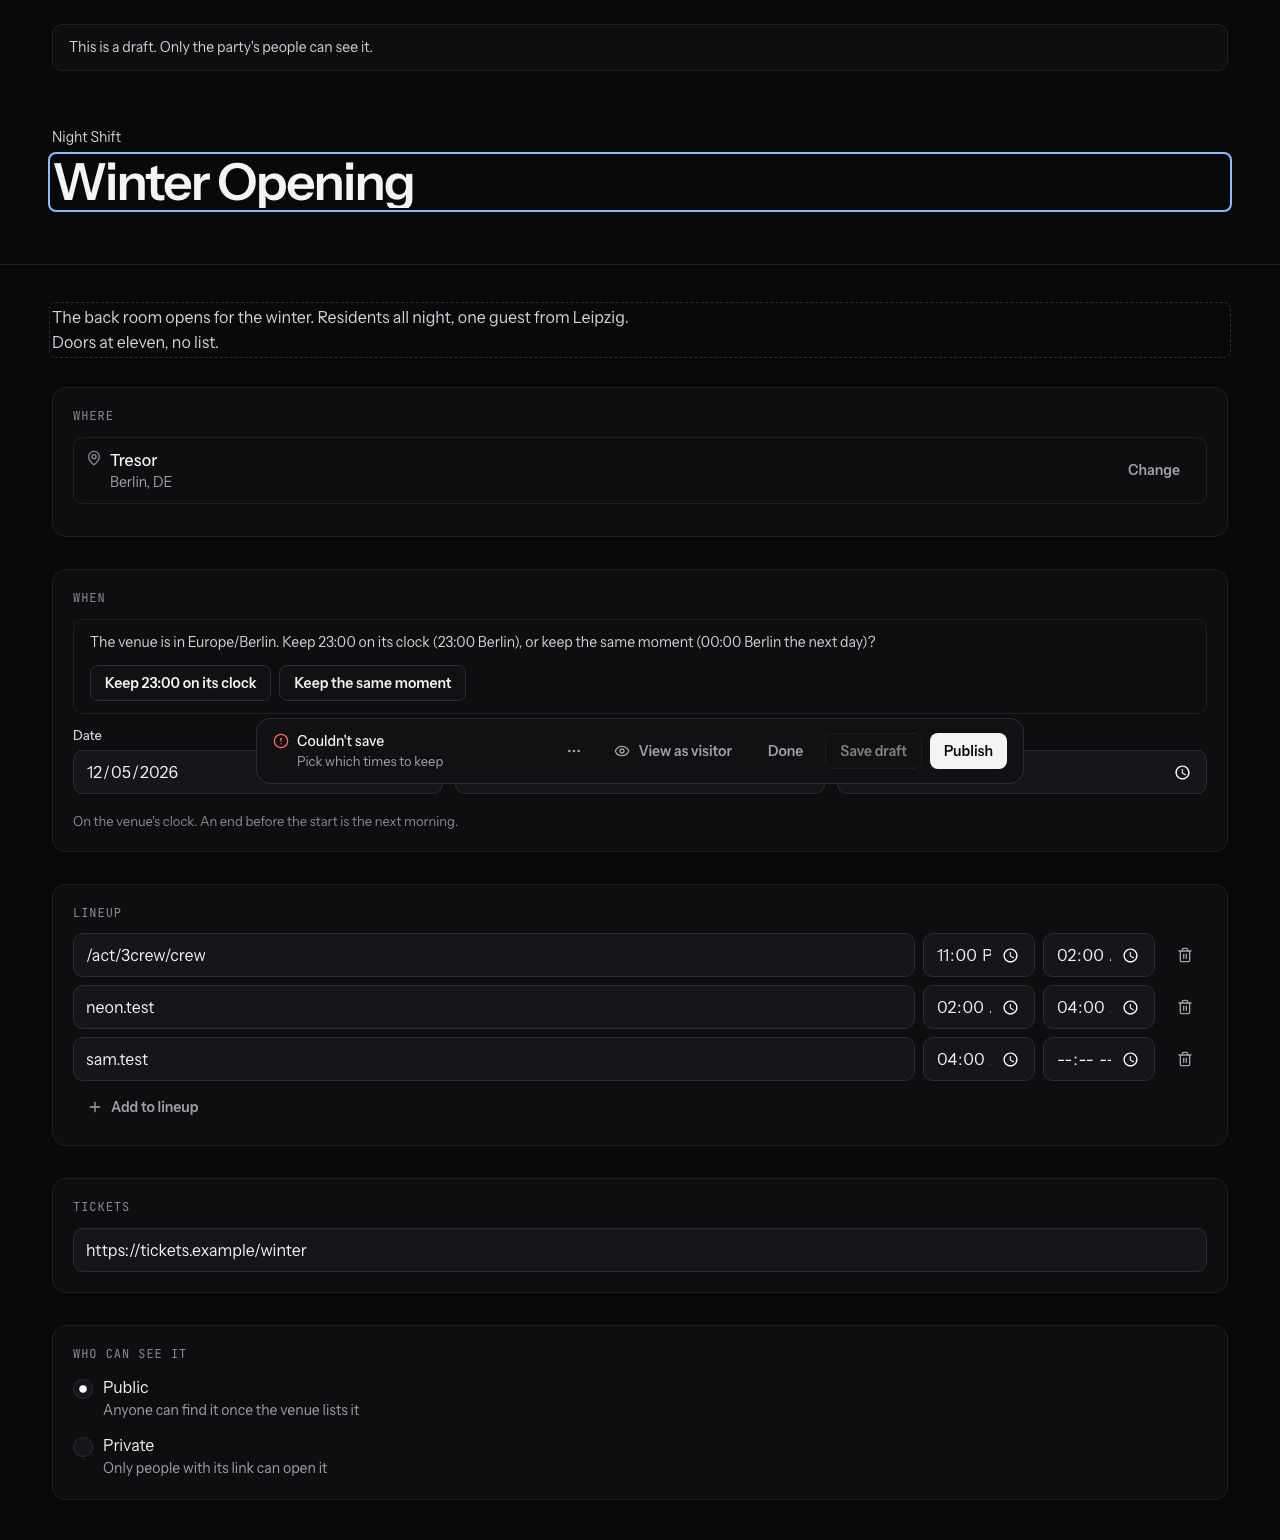 This is a draft. Only the party's people can see it.
Night Shift
Winter Opening
The back room opens for the winter. Residents all night, one guest from Leipzig.
Doors at eleven, no list.
WHERE
Tresor
Berlin, DE
Change
WHEN
The venue is in Europe/Berlin. Keep 23:00 on its clock (23:00 Berlin), or keep the same moment (00:00 Berlin the next day)?
Keep 23:00 on its clock
Keep the same moment
Date
12/05/2026
Couldn't save
Pick which times to keep
View as visitor
Done
Save draft
Publish
On the venue's clock. An end before the start is the next morning.
LINEUP
/act/3crew/crew
11:00 P
02:00
neon.test
02:00
04:00
sam.test
04:00
--:-- --
Add to lineup
TICKETS
https://tickets.example/winter
WHO CAN SEE IT
Public
Anyone can find it once the venue lists it
Private
Only people with its link can open it